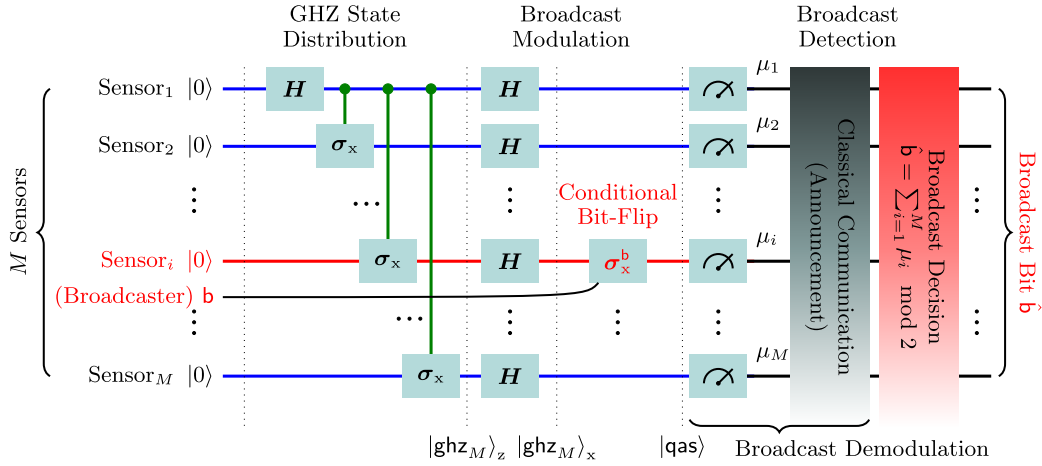 GHZ State
Distribution
Broadcast
Modulation
Broadcast
Detection
Sensor₁ |0⟩
H
H
μ₁
Sensor₂ |0⟩
σₓ
H
μ₂
Conditional
Bit-Flip
Sensorᵢ |0⟩
σₓ
H
σₓᵇ
μᵢ
(Broadcaster) b
Sensor_M |0⟩
σₓ
H
μ_M
M Sensors
Classical Communication
(Announcement)
Broadcast Decision
b̂ = ∑_{i=1}^{M} μᵢ mod 2
Broadcast Bit b̂
|ghz_M⟩_z
|ghz_M⟩_x
|qas⟩
Broadcast Demodulation